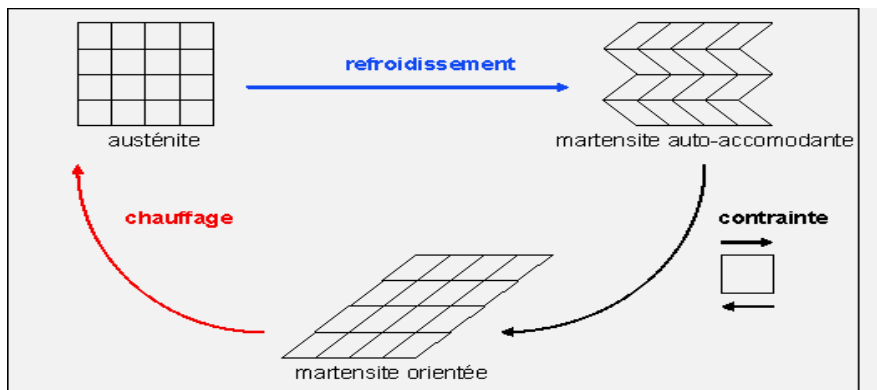 refroidissement
austénite
martensite auto-accomodante
chauffage
contrainte
martensite orientée